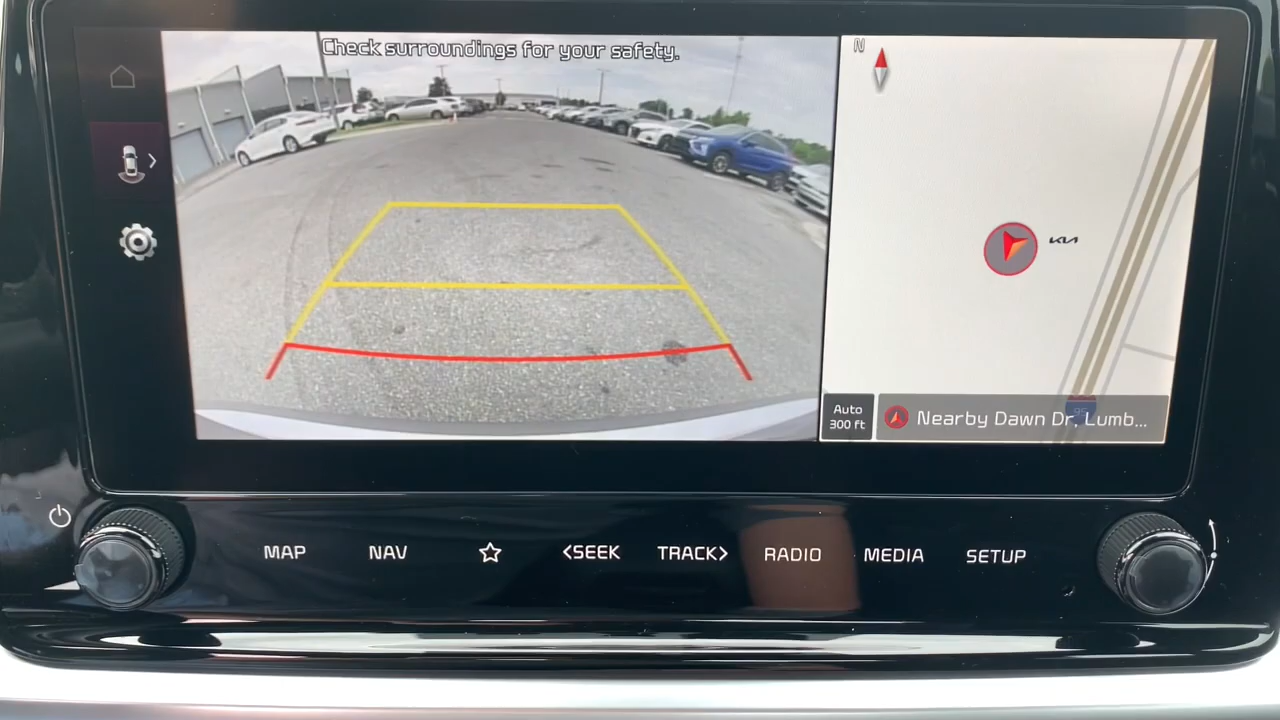 Check surroundings for your safety.
N
KIA
95
Auto
300 ft
Nearby Dawn Dr, Lumb...
MAP
NAV
<SEEK
TRACK>
RADIO
MEDIA
SETUP